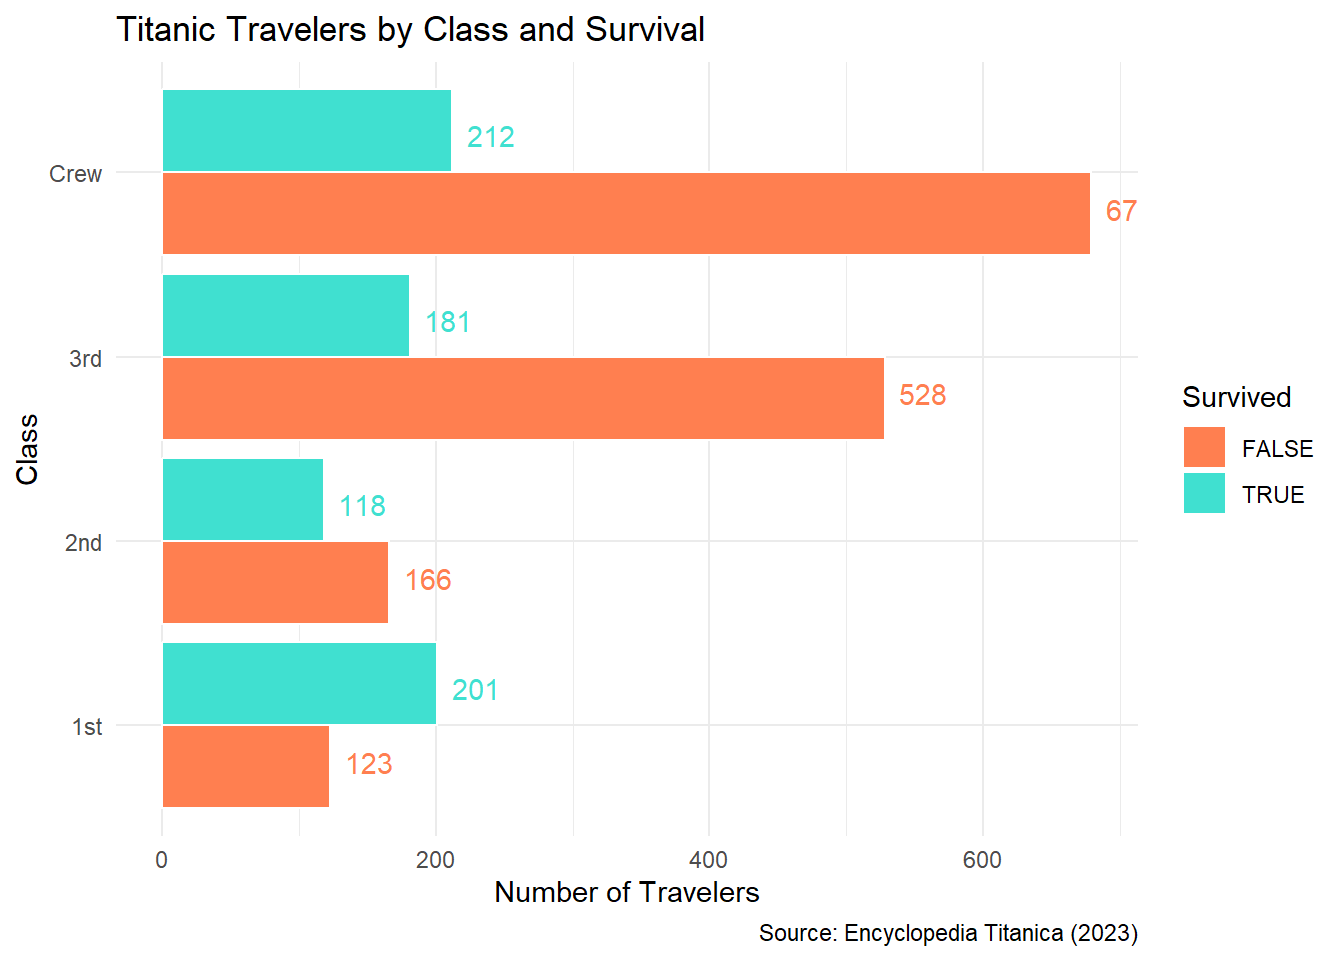 Titanic Travelers by Class and Survival
212
Crew
67
181
3rd
528
Class
118
2nd
166
201
1st
123
0 200 400 600
Number of Travelers
Source: Encyclopedia Titanica (2023)
Survived
FALSE
TRUE